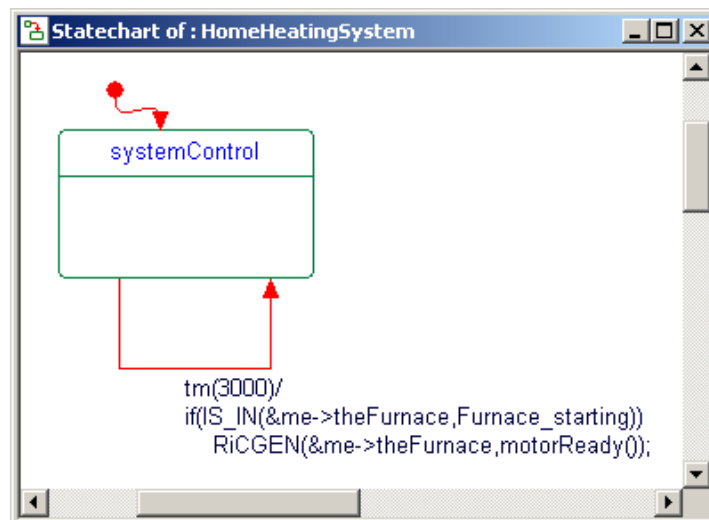 Statechart of : HomeHeatingSystem
systemControl
tm(3000)/
if(IS_IN(&me->theFurnace,Furnace_starting))
RiCGEN(&me->theFurnace,motorReady());